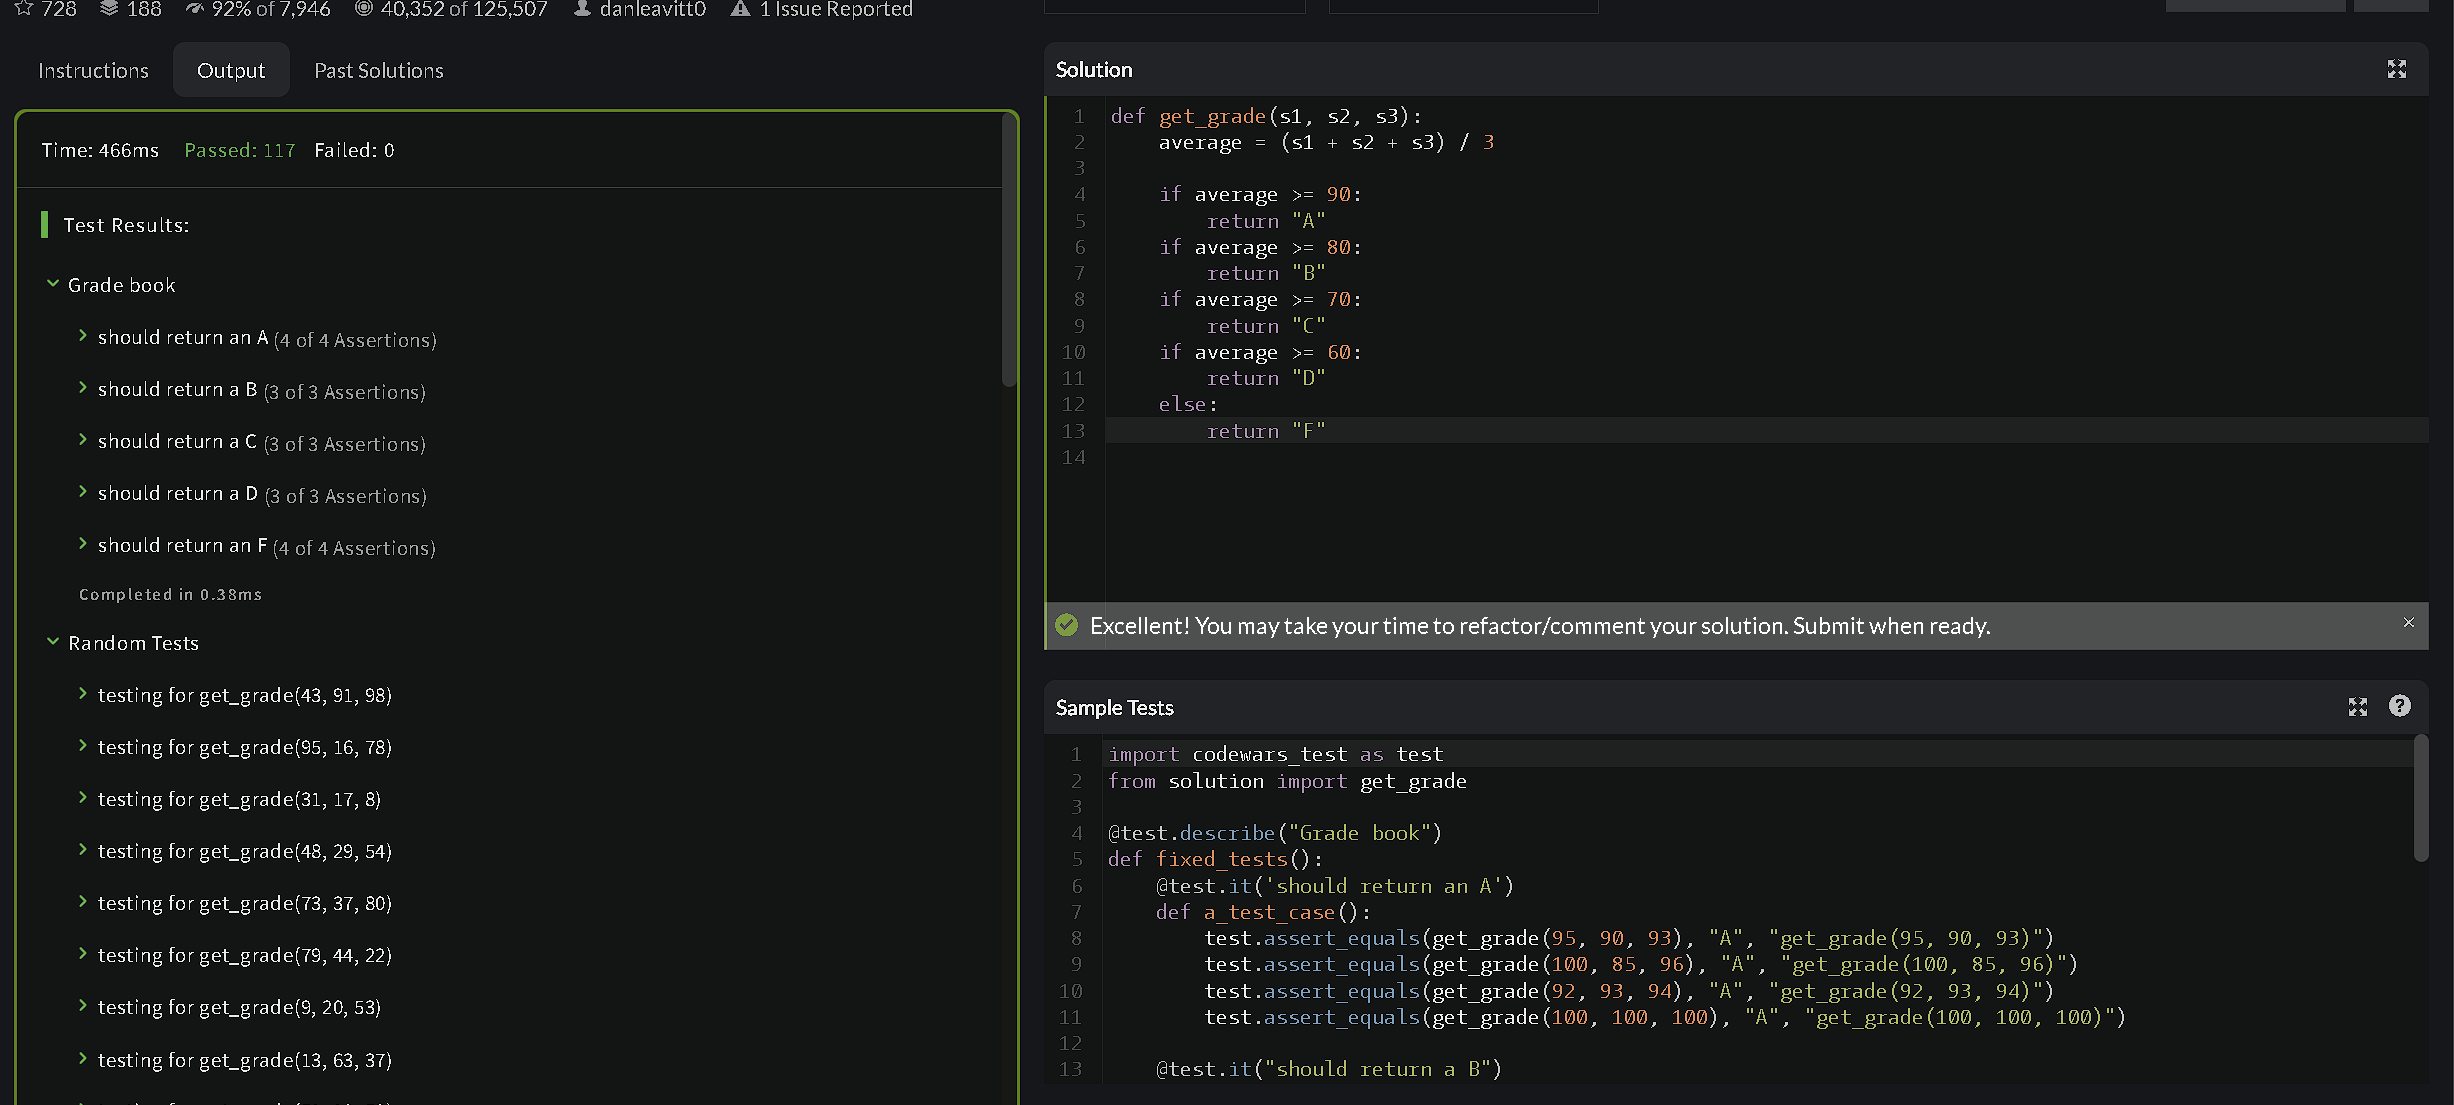 728 188 92% of 7,946 40,352 of 125,507 danleavitt0 1 Issue Reported
Instructions Output Past Solutions
Time: 466ms Passed: 117 Failed: 0
Test Results:
Grade book
should return an A (4 of 4 Assertions)
should return a B (3 of 3 Assertions)
should return a C (3 of 3 Assertions)
should return a D (3 of 3 Assertions)
should return an F (4 of 4 Assertions)
Completed in 0.38ms
Random Tests
testing for get_grade(43, 91, 98)
testing for get_grade(95, 16, 78)
testing for get_grade(31, 17, 8)
testing for get_grade(48, 29, 54)
testing for get_grade(73, 37, 80)
testing for get_grade(79, 44, 22)
testing for get_grade(9, 20, 53)
testing for get_grade(13, 63, 37)
Solution
1 def get_grade(s1, s2, s3):
2     average = (s1 + s2 + s3) / 3
3
4     if average >= 90:
5         return "A"
6     if average >= 80:
7         return "B"
8     if average >= 70:
9         return "C"
10     if average >= 60:
11         return "D"
12     else:
13         return "F"
14
Excellent! You may take your time to refactor/comment your solution. Submit when ready.
Sample Tests
1 import codewars_test as test
2 from solution import get_grade
3
4 @test.describe("Grade book")
5 def fixed_tests():
6     @test.it('should return an A')
7     def a_test_case():
8         test.assert_equals(get_grade(95, 90, 93), "A", "get_grade(95, 90, 93)")
9         test.assert_equals(get_grade(100, 85, 96), "A", "get_grade(100, 85, 96)")
10         test.assert_equals(get_grade(92, 93, 94), "A", "get_grade(92, 93, 94)")
11         test.assert_equals(get_grade(100, 100, 100), "A", "get_grade(100, 100, 100)")
12
13     @test.it("should return a B")